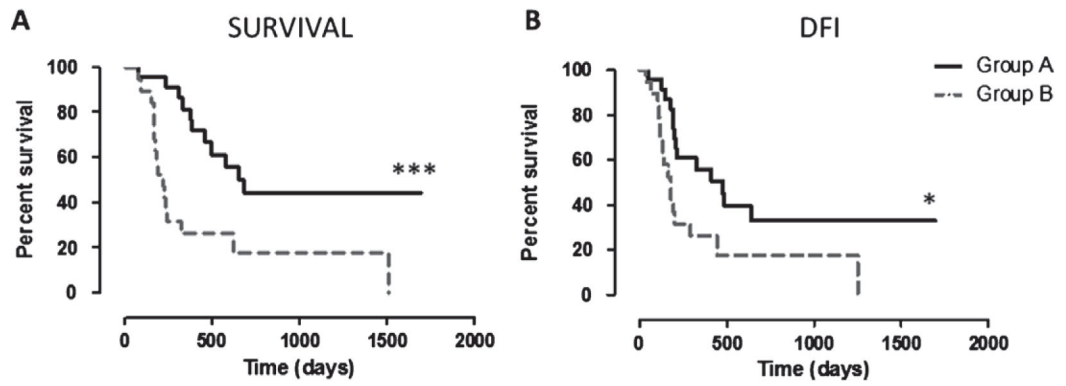 A
SURVIVAL
Percent survival
100
80
60
40
20
0
***
0 500 1000 1500 2000
Time (days)
B
DFI
Group A
Group B
Percent survival
100
80
60
40
20
0
*
0 500 1000 1500 2000
Time (days)